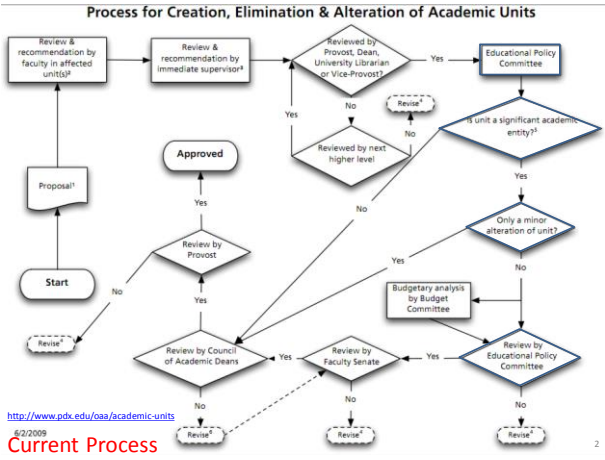 Process for Creation, Elimination & Alteration of Academic Units
Review &
recommendation by
faculty in affected
unit(s)²
Review &
recommendation by
immediate supervisor³
Reviewed by
Provost, Dean,
University Librarian
or Vice-Provost?
Yes
Educational Policy
Committee
No
Yes
Revise⁴
No
Reviewed by next
higher level
Is unit a significant academic
entity?⁵
Approved
Proposal¹
Yes
No
Yes
Only a minor
alteration of unit?
Review by
Provost
Yes
No
Start
No
Yes
Budgetary analysis
by Budget
Committee
Revise⁴
Review by Council
of Academic Deans
Yes
Review by
Faculty Senate
Yes
Review by
Educational Policy
Committee
No
No
No
http://www.pdx.edu/oaa/academic-units
6/2/2009
Revise⁶
Revise⁴
Revise⁴
Current Process
2